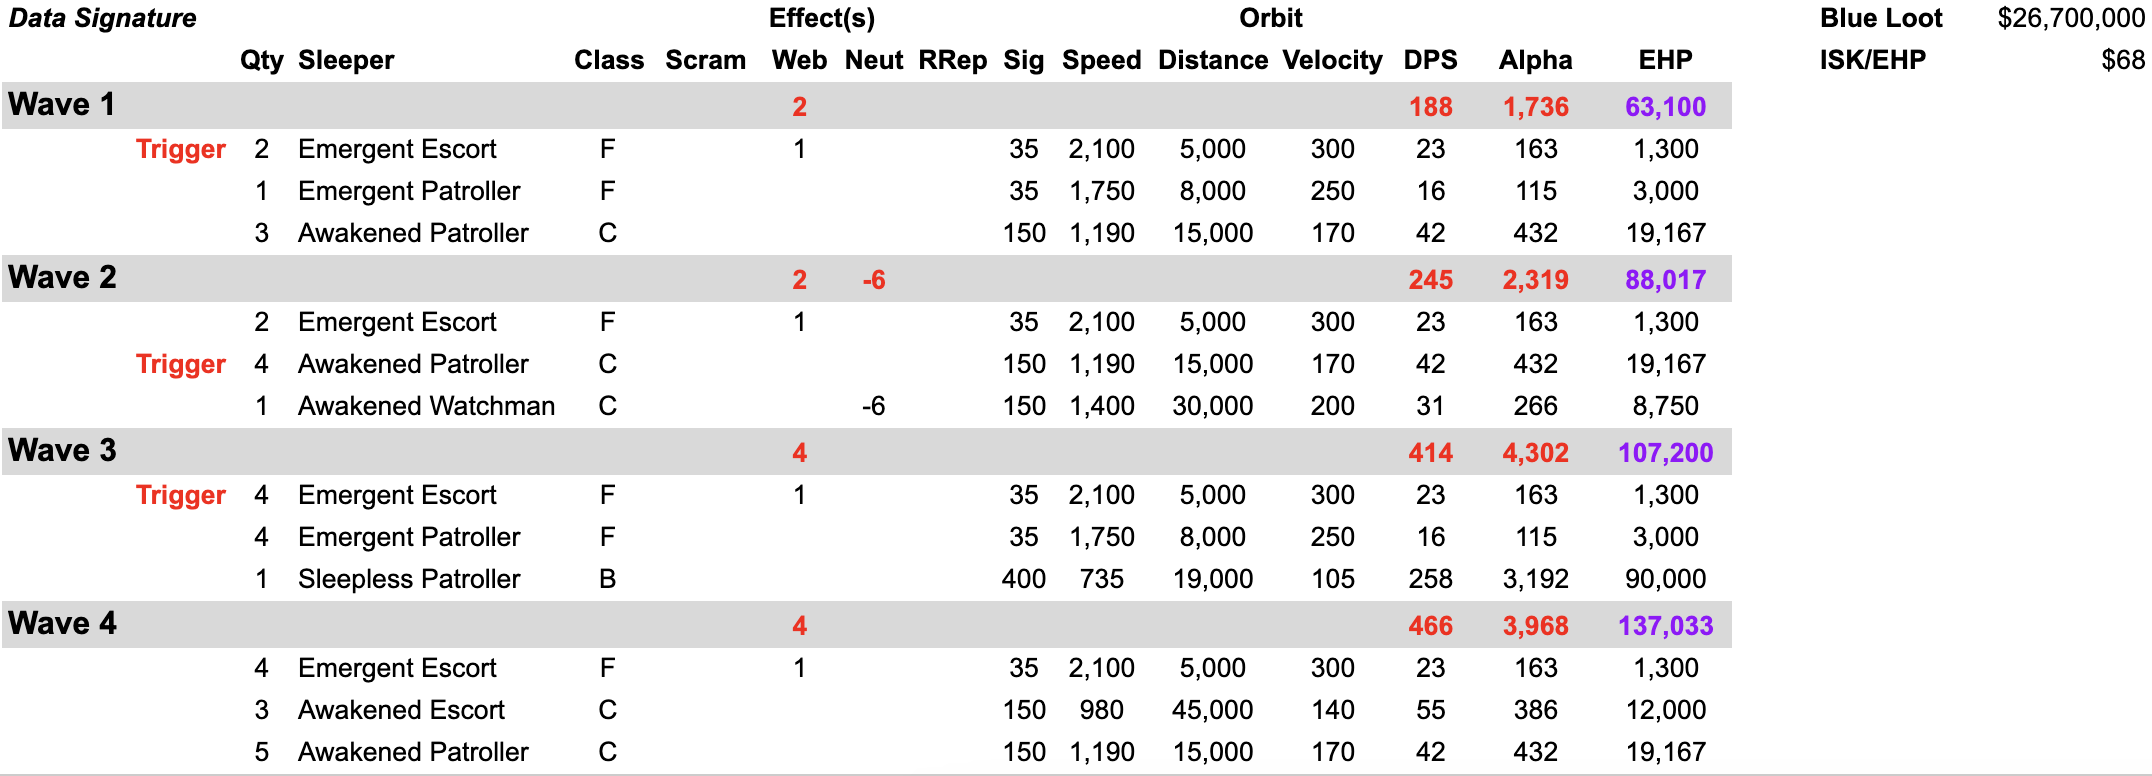 Data Signature Effect(s) Orbit Blue Loot $26,700,000
Qty Sleeper Class Scram Web Neut RRep Sig Speed Distance Velocity DPS Alpha EHP ISK/EHP $68
Wave 1 2 188 1,736 63,100
Trigger 2 Emergent Escort F 1 35 2,100 5,000 300 23 163 1,300
1 Emergent Patroller F 35 1,750 8,000 250 16 115 3,000
3 Awakened Patroller C 150 1,190 15,000 170 42 432 19,167
Wave 2 2 -6 245 2,319 88,017
2 Emergent Escort F 1 35 2,100 5,000 300 23 163 1,300
Trigger 4 Awakened Patroller C 150 1,190 15,000 170 42 432 19,167
1 Awakened Watchman C -6 150 1,400 30,000 200 31 266 8,750
Wave 3 4 414 4,302 107,200
Trigger 4 Emergent Escort F 1 35 2,100 5,000 300 23 163 1,300
4 Emergent Patroller F 35 1,750 8,000 250 16 115 3,000
1 Sleepless Patroller B 400 735 19,000 105 258 3,192 90,000
Wave 4 4 466 3,968 137,033
4 Emergent Escort F 1 35 2,100 5,000 300 23 163 1,300
3 Awakened Escort C 150 980 45,000 140 55 386 12,000
5 Awakened Patroller C 150 1,190 15,000 170 42 432 19,167